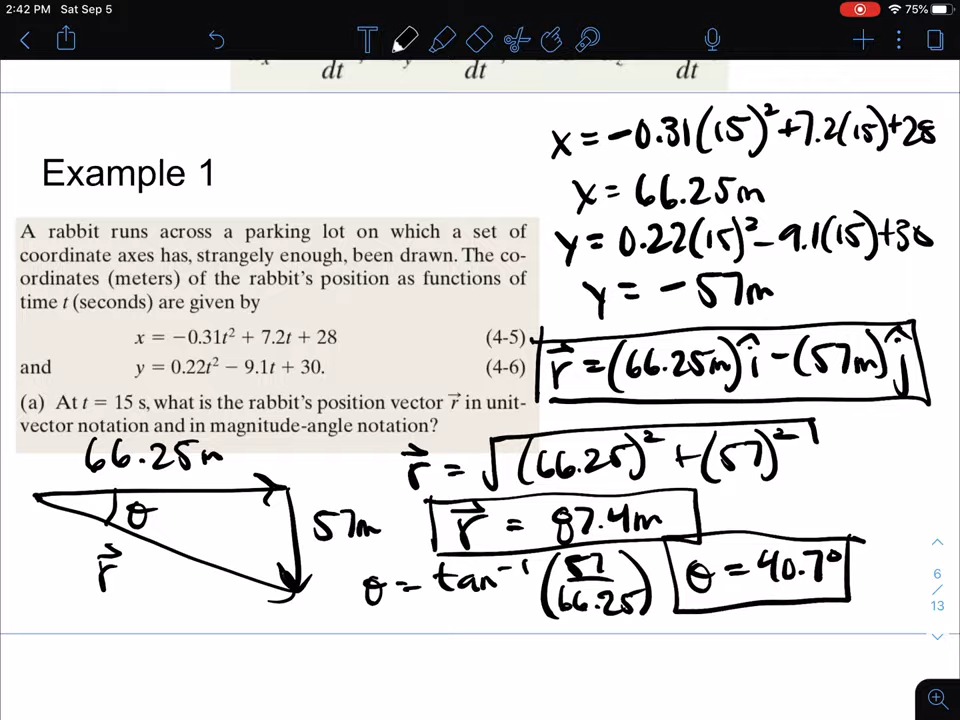 2:42 PM Sat Sep 5
75%
T
dt dt dt
Example 1
A rabbit runs across a parking lot on which a set of
coordinate axes has, strangely enough, been drawn. The co-
ordinates (meters) of the rabbit's position as functions of
time t (seconds) are given by
x = −0.31t² + 7.2t + 28 (4-5)
and y = 0.22t² − 9.1t + 30. (4-6)
(a) At t = 15 s, what is the rabbit's position vector r⃗ in unit-
vector notation and in magnitude-angle notation?
x = -0.31(15)² + 7.2(15) + 28
x = 66.25m
y = 0.22(15)² - 9.1(15) + 30
y = -57m
r⃗ = (66.25m)î - (57m)ĵ
66.25m
θ
57m
r⃗
r⃗ = √(66.25)² + (57)²
r⃗ = 87.4m
θ = tan⁻¹ (57/66.25)
θ = 40.7°
6
/
13